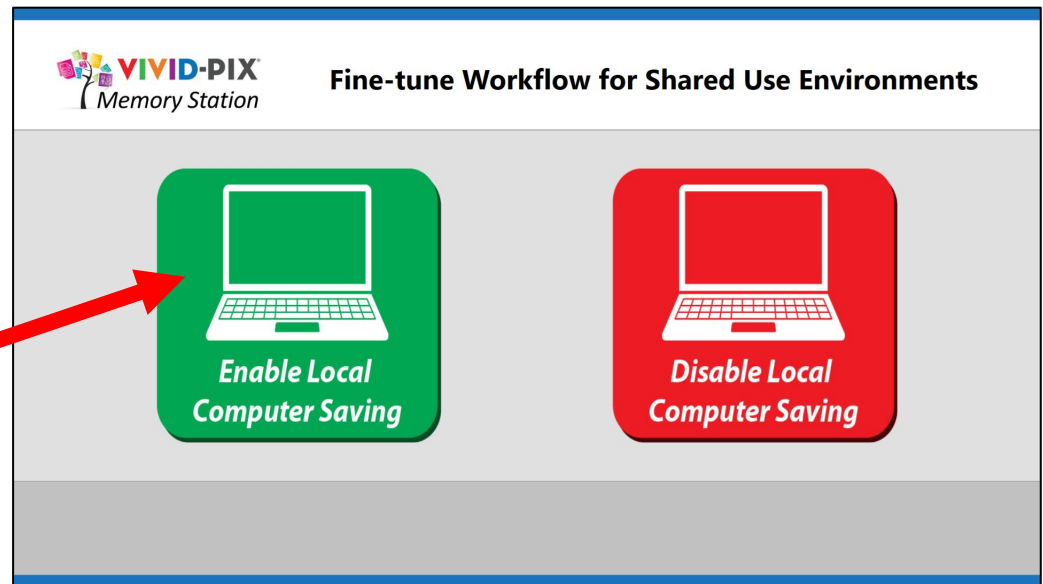 VIVID-PIX®
Memory Station
Fine-tune Workflow for Shared Use Environments
Enable Local
Computer Saving
Disable Local
Computer Saving